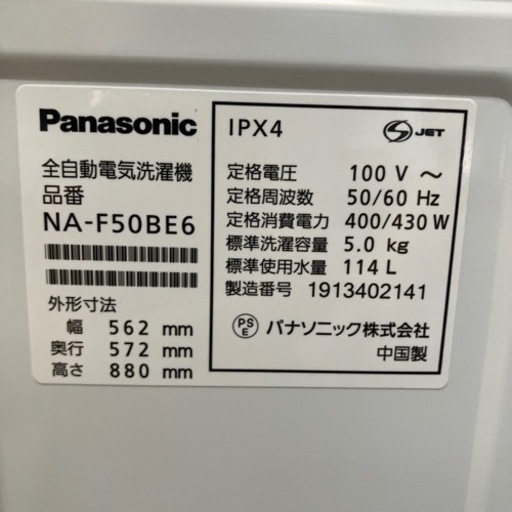 Panasonic
全自動電気洗濯機
品番
NA-F50BE6
外形寸法
幅 562 mm
奥行 572 mm
高さ 880 mm
IPX4
S JET
定格電圧 100 V ～
定格周波数 50/60 Hz
定格消費電力 400/430 W
標準洗濯容量 5.0 kg
標準使用水量 114 L
製造番号 1913402141
PSE パナソニック株式会社
中国製